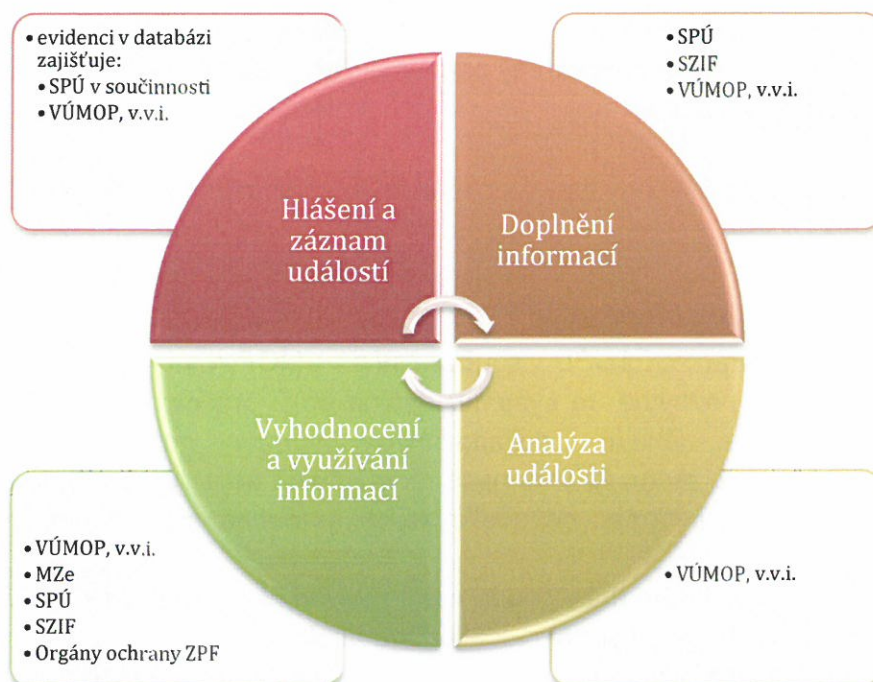 • evidenci v databázi
zajišťuje:
• SPÚ v součinnosti
• VÚMOP, v.v.i.
• SPÚ
• SZIF
• VÚMOP, v.v.i.
Hlášení a
záznam
událostí
Doplnění
informací
Vyhodnocení
a využívání
informací
Analýza
události
• VÚMOP, v.v.i.
• MZe
• SPÚ
• SZIF
• Orgány ochrany ZPF
• VÚMOP, v.v.i.